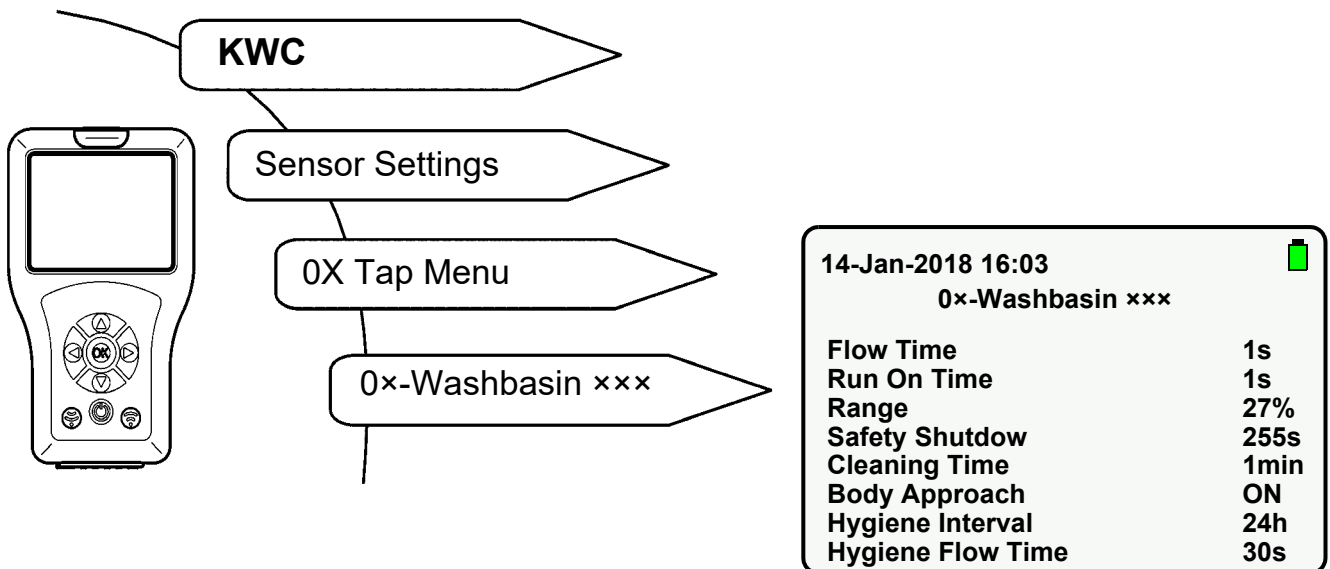 KWC
Sensor Settings
0X Tap Menu
0×-Washbasin ×××
OK
14-Jan-2018 16:03
0×-Washbasin ×××
Flow Time 1s
Run On Time 1s
Range 27%
Safety Shutdow 255s
Cleaning Time 1min
Body Approach ON
Hygiene Interval 24h
Hygiene Flow Time 30s